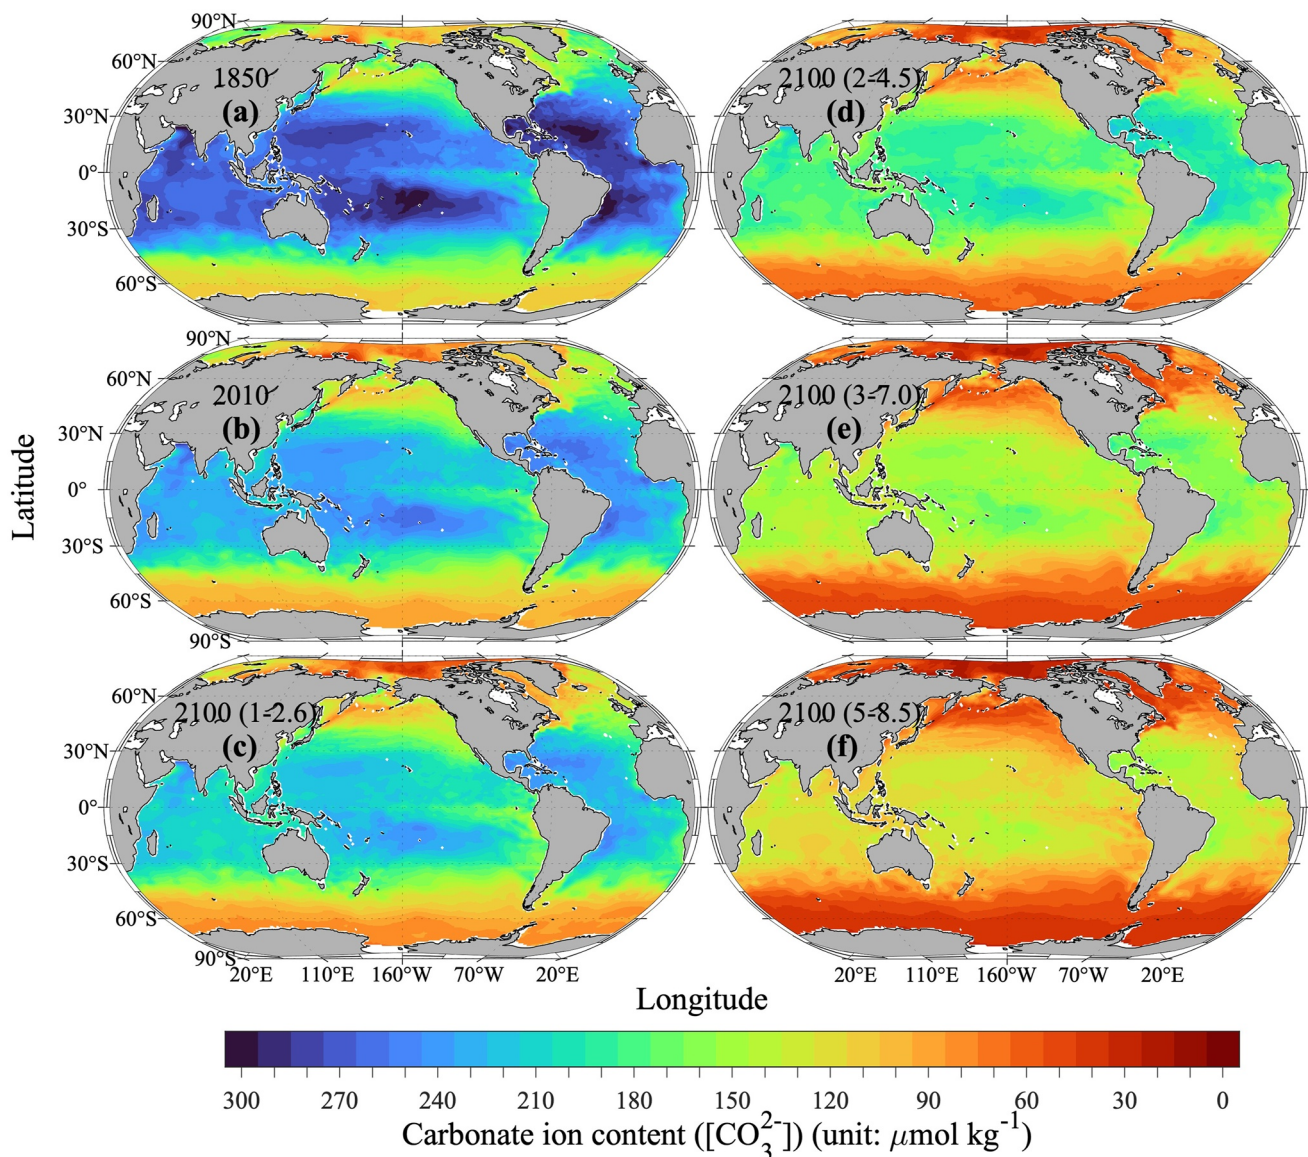 90°N
60°N
30°N
0°
30°S
60°S
1850
(a)
2100 (2-4.5)
(d)
90°N
60°N
30°N
0°
30°S
60°S
90°S
2010
(b)
2100 (3-7.0)
(e)
60°N
30°N
0°
30°S
60°S
90°S
2100 (1-2.6)
(c)
2100 (5-8.5)
(f)
Latitude
20°E 110°E 160°W 70°W 20°E
20°E 110°E 160°W 70°W 20°E
Longitude
300 270 240 210 180 150 120 90 60 30 0
Carbonate ion content ([CO₃²⁻]) (unit: μmol kg⁻¹)